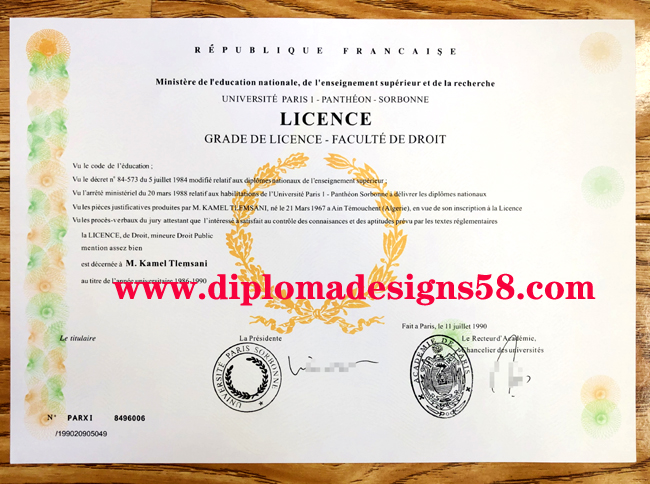 RÉPUBLIQUE FRANCAISE
Ministère de l'education nationale, de l'enseignement supérieur et de la recherche
UNIVERSITÉ PARIS 1 - PANTHÉON - SORBONNE
LICENCE
GRADE DE LICENCE - FACULTÉ DE DROIT
Vu le code de l'éducation ;
Vu le décret n° 84-573 du 5 juillet 1984 modifié relatif aux diplômes nationaux de l'enseignement supérieur ;
Vu l'arrêté ministériel du 20 mars 1988 relatif aux habilitations de l'Université Paris 1 - Panthéon Sorbonne a délivrer les diplômes nationaux
Vu les pièces justificatives produites par M. KAMEL TLEMSANI, né le 21 Mars 1967 a Ain Témouchent (Algerie), en vue de son inscription à la Licence
Vu les procès-verbaux du jury attestant que l'intéressé à satisfait au contrôle des connaissances et des aptitudes prévu par les textes réglementaires
la LICENCE, de Droit, mineure Droit Public
mention assez bien
est décernée à M. Kamel Tlemsani
au titre de l'année universitaire 1986-1990
www.diplomadesigns58.com
Fait a Paris, le 11 juillet 1990
Le titulaire
La Présidente
Le Recteur d'Académie,
Chancelier des universités
UNIVERSITÉ PARIS SORBONNE
ACADEMIE DE PARIS
N° PARX1 8496006
/199020905049